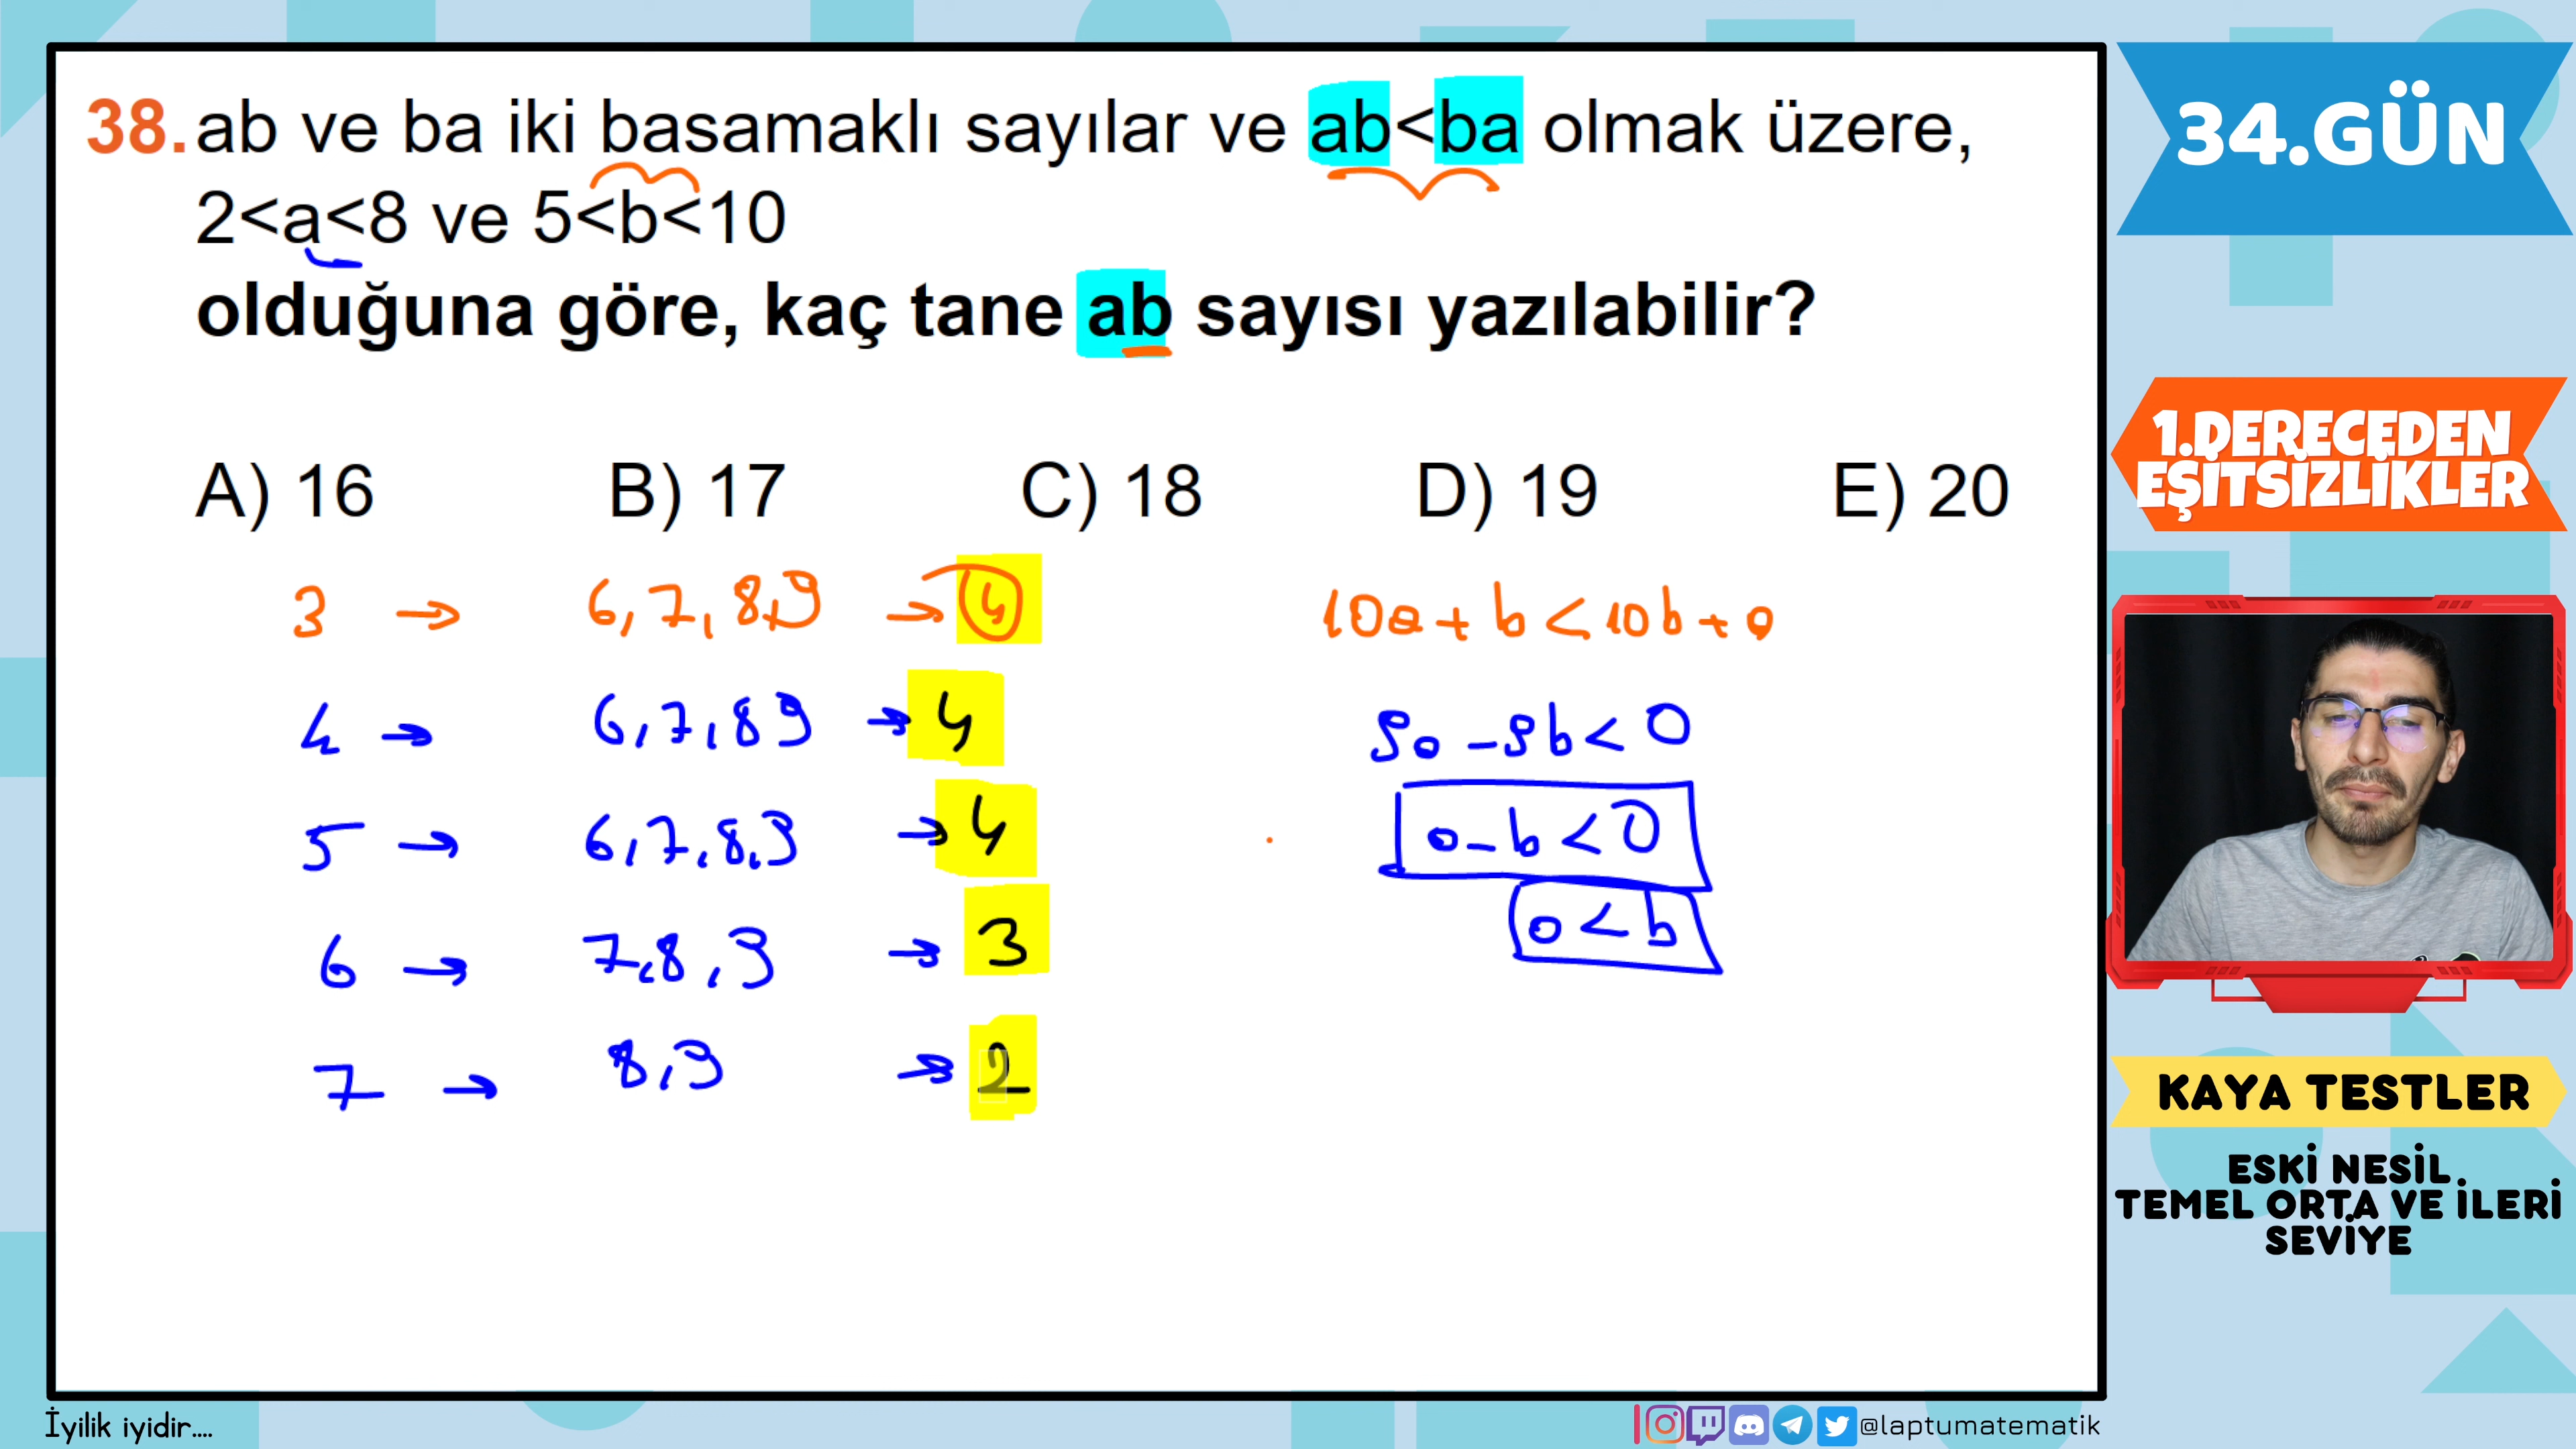 38. ab ve ba iki basamaklı sayılar ve ab<ba olmak üzere,
2<a<8 ve 5<b<10
olduğuna göre, kaç tane ab sayısı yazılabilir?
A) 16 B) 17 C) 18 D) 19 E) 20
3 → 6, 7, 8, 9 → 4
4 → 6, 7, 8 9 → 4
5 → 6, 7, 8, 9 → 4
6 → 7, 8, 9 → 3
7 → 8, 9 → 2
10a + b < 10b + a
9a - 9b < 0
a - b < 0
a < b
34.GÜN
1.DERECEDEN
EŞİTSİZLİKLER
KAYA TESTLER
ESKİ NESİL
TEMEL ORTA VE İLERİ
SEVİYE
İyilik iyidir....
@laptumatematik